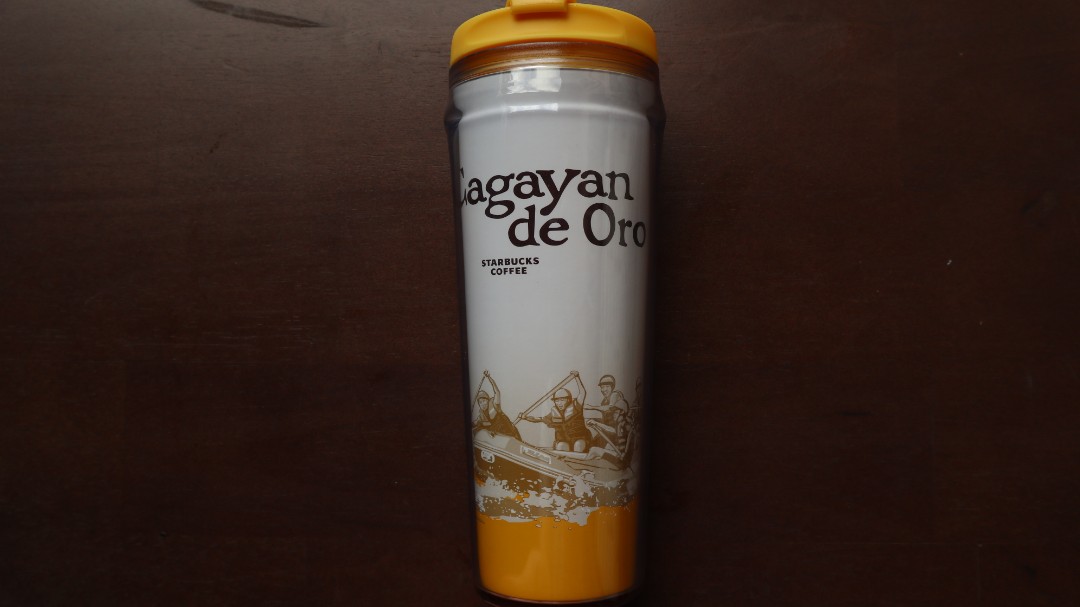 Cagayan
de Oro
STARBUCKS
COFFEE